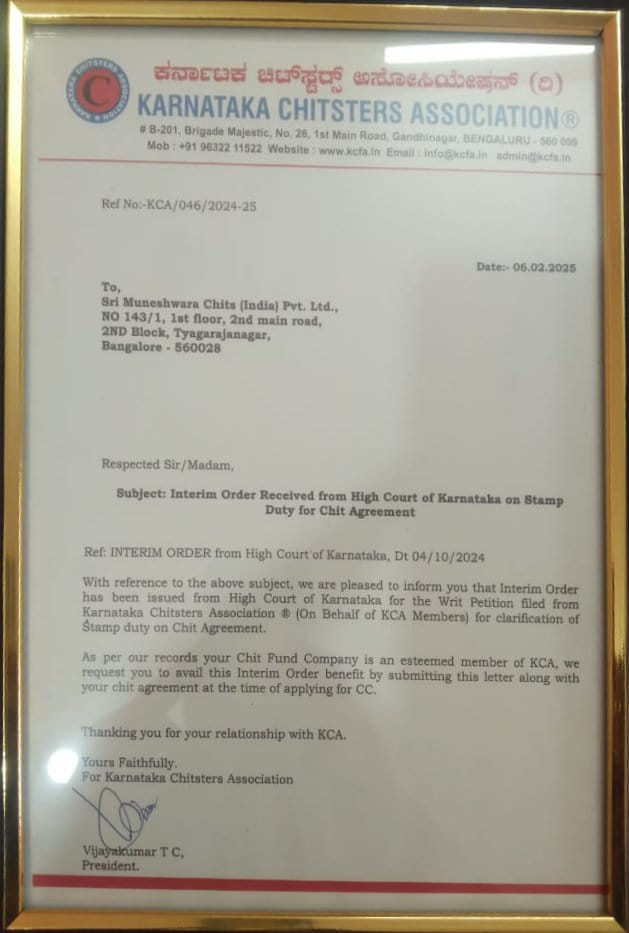 ಕರ್ನಾಟಕ ಚಿಟ್‌ಸ್ಟರ್ಸ್ ಅಸೋಸಿಯೇಷನ್ (ರಿ)
KARNATAKA CHITSTERS ASSOCIATION®
# B-201, Brigade Majestic, No. 26, 1st Main Road, Gandhinagar, BENGALURU - 560 009
Mob : +91 96322 11522 Website : www.kcfa.in Email : info@kcfa.in admin@kcfa.in
KARNATAKA CHITSTERS ASSOCIATION
C
Ref No:-KCA/046/2024-25
Date:- 06.02.2025
To,
Sri Muneshwara Chits (India) Pvt. Ltd.,
NO 143/1, 1st floor, 2nd main road,
2ND Block, Tyagarajanagar,
Bangalore - 560028
Respected Sir/Madam,
Subject: Interim Order Received from High Court of Karnataka on Stamp
Duty for Chit Agreement
Ref: INTERIM ORDER from High Court of Karnataka, Dt 04/10/2024
With reference to the above subject, we are pleased to inform you that Interim Order
has been issued from High Court of Karnataka for the Writ Petition filed from
Karnataka Chitsters Association ® (On Behalf of KCA Members) for clarification of
Stamp duty on Chit Agreement.
As per our records your Chit Fund Company is an esteemed member of KCA, we
request you to avail this Interim Order benefit by submitting this letter along with
your chit agreement at the time of applying for CC.
Thanking you for your relationship with KCA.
Yours Faithfully.
For Karnataka Chitsters Association
Vijayakumar T C,
President.